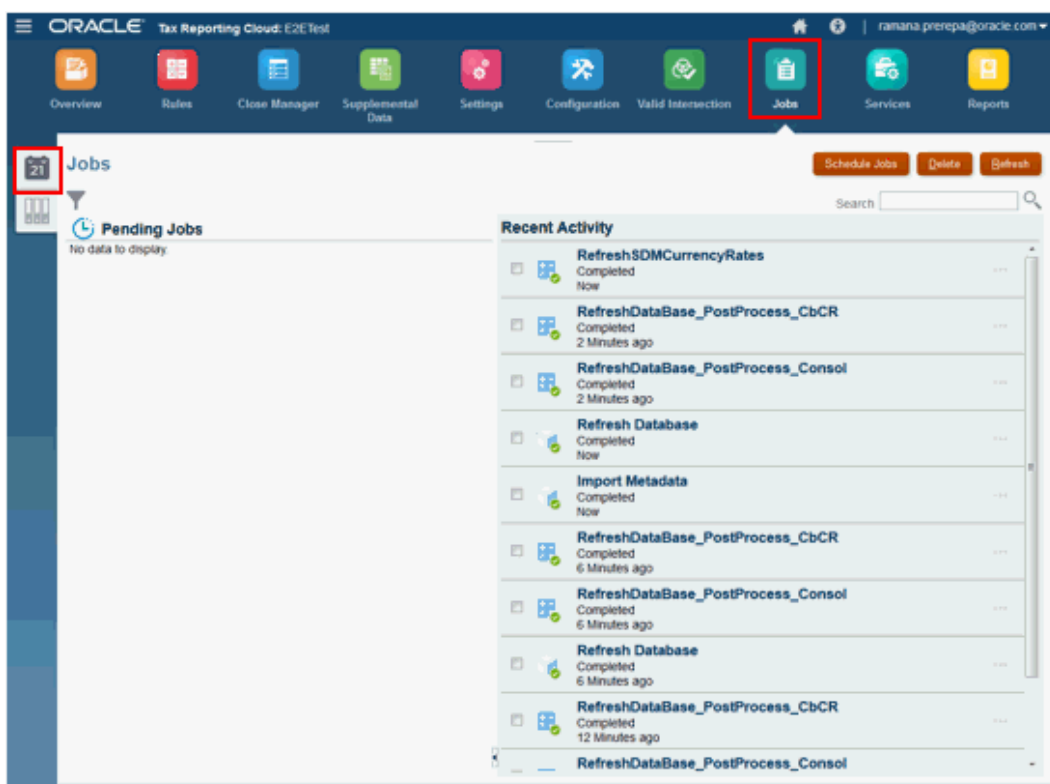 ORACLE Tax Reporting Cloud: E2ETest
ramana.prerepa@oracle.com
Overview
Rules
Close Manager
Supplemental
Data
Settings
Configuration
Valid Intersection
Jobs
Services
Reports
21
Jobs
Schedule Jobs
Delete
Refresh
Search
Pending Jobs
No data to display.
Recent Activity
RefreshSDMCurrencyRates
Completed
Now
RefreshDataBase_PostProcess_CbCR
Completed
2 Minutes ago
RefreshDataBase_PostProcess_Consol
Completed
2 Minutes ago
Refresh Database
Completed
Now
Import Metadata
Completed
Now
RefreshDataBase_PostProcess_CbCR
Completed
6 Minutes ago
RefreshDataBase_PostProcess_Consol
Completed
6 Minutes ago
Refresh Database
Completed
6 Minutes ago
RefreshDataBase_PostProcess_CbCR
Completed
12 Minutes ago
RefreshDataBase_PostProcess_Consol